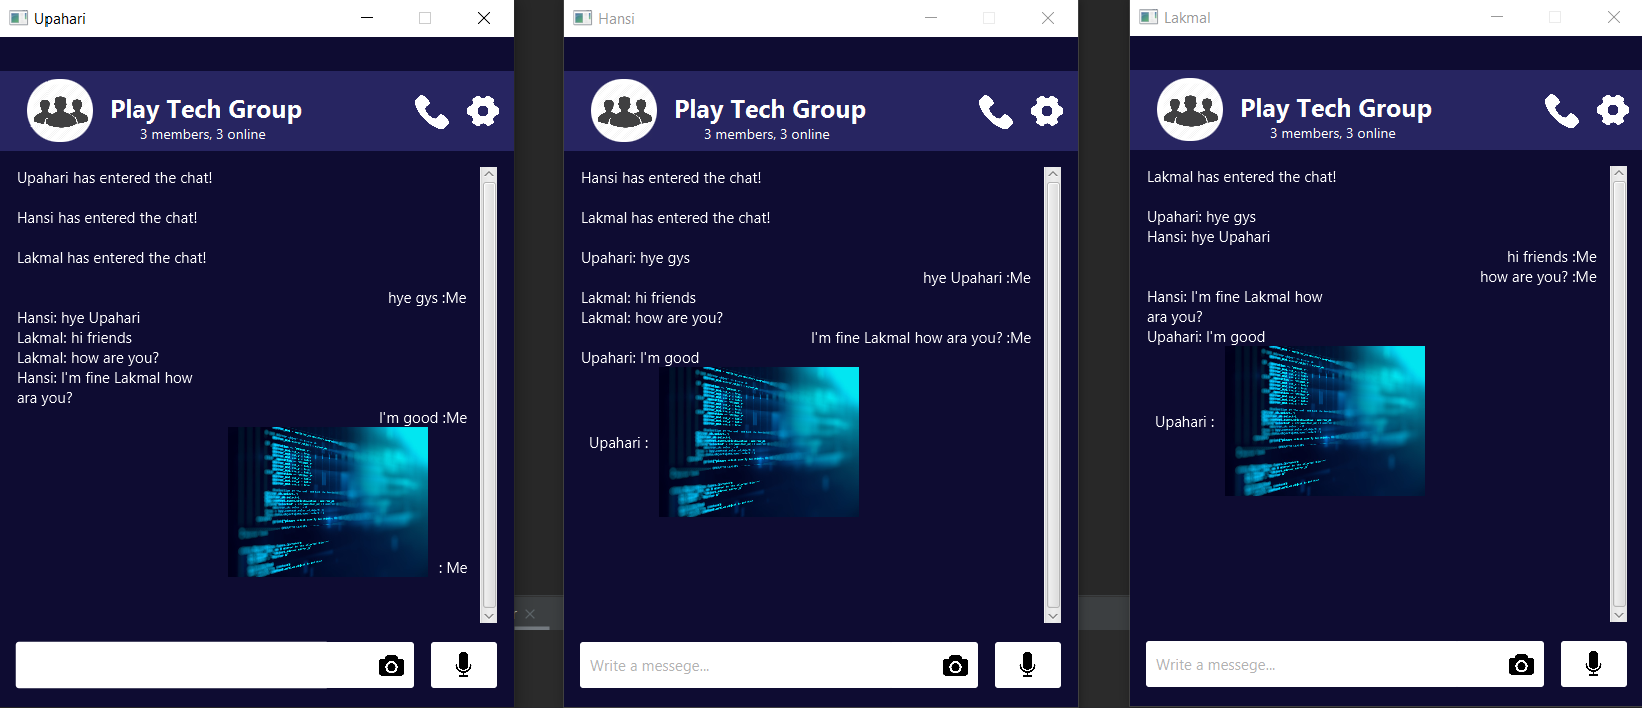 Upahari
Play Tech Group
3 members, 3 online
Upahari has entered the chat!
Hansi has entered the chat!
Lakmal has entered the chat!
hye gys :Me
Hansi: hye Upahari
Lakmal: hi friends
Lakmal: how are you?
Hansi: I'm fine Lakmal how
ara you?
I'm good :Me
: Me
Hansi
Play Tech Group
3 members, 3 online
Hansi has entered the chat!
Lakmal has entered the chat!
Upahari: hye gys
hye Upahari :Me
Lakmal: hi friends
Lakmal: how are you?
I'm fine Lakmal how ara you? :Me
Upahari: I'm good
Upahari :
Write a messege...
Lakmal
Play Tech Group
3 members, 3 online
Lakmal has entered the chat!
Upahari: hye gys
Hansi: hye Upahari
hi friends :Me
how are you? :Me
Hansi: I'm fine Lakmal how
ara you?
Upahari: I'm good
Upahari :
Write a messege...